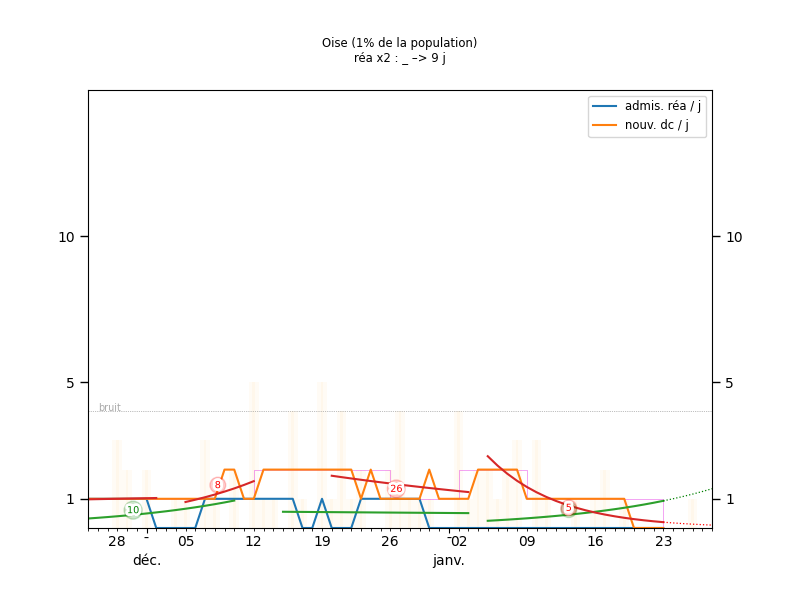 Oise (1% de la population)
réa x2 : _ –> 9 j
admis. réa / j
nouv. dc / j
10 10
5 5
bruit
1 1
8
26
10
5
28 - 05 12 19 26 02 09 16 23
déc. janv.